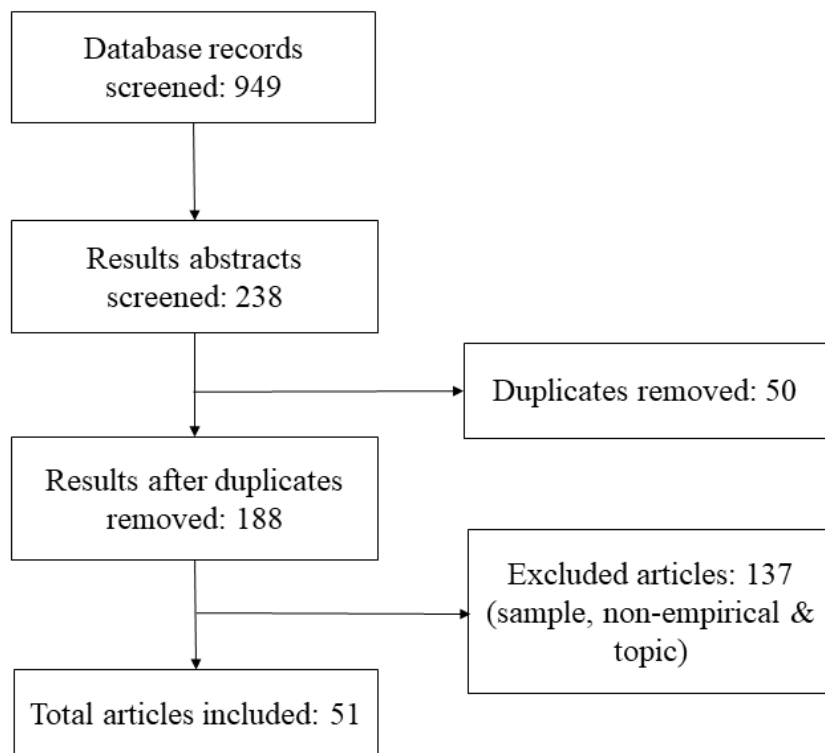 Database records
screened: 949
Results abstracts
screened: 238
Duplicates removed: 50
Results after duplicates
removed: 188
Excluded articles: 137
(sample, non-empirical &
topic)
Total articles included: 51